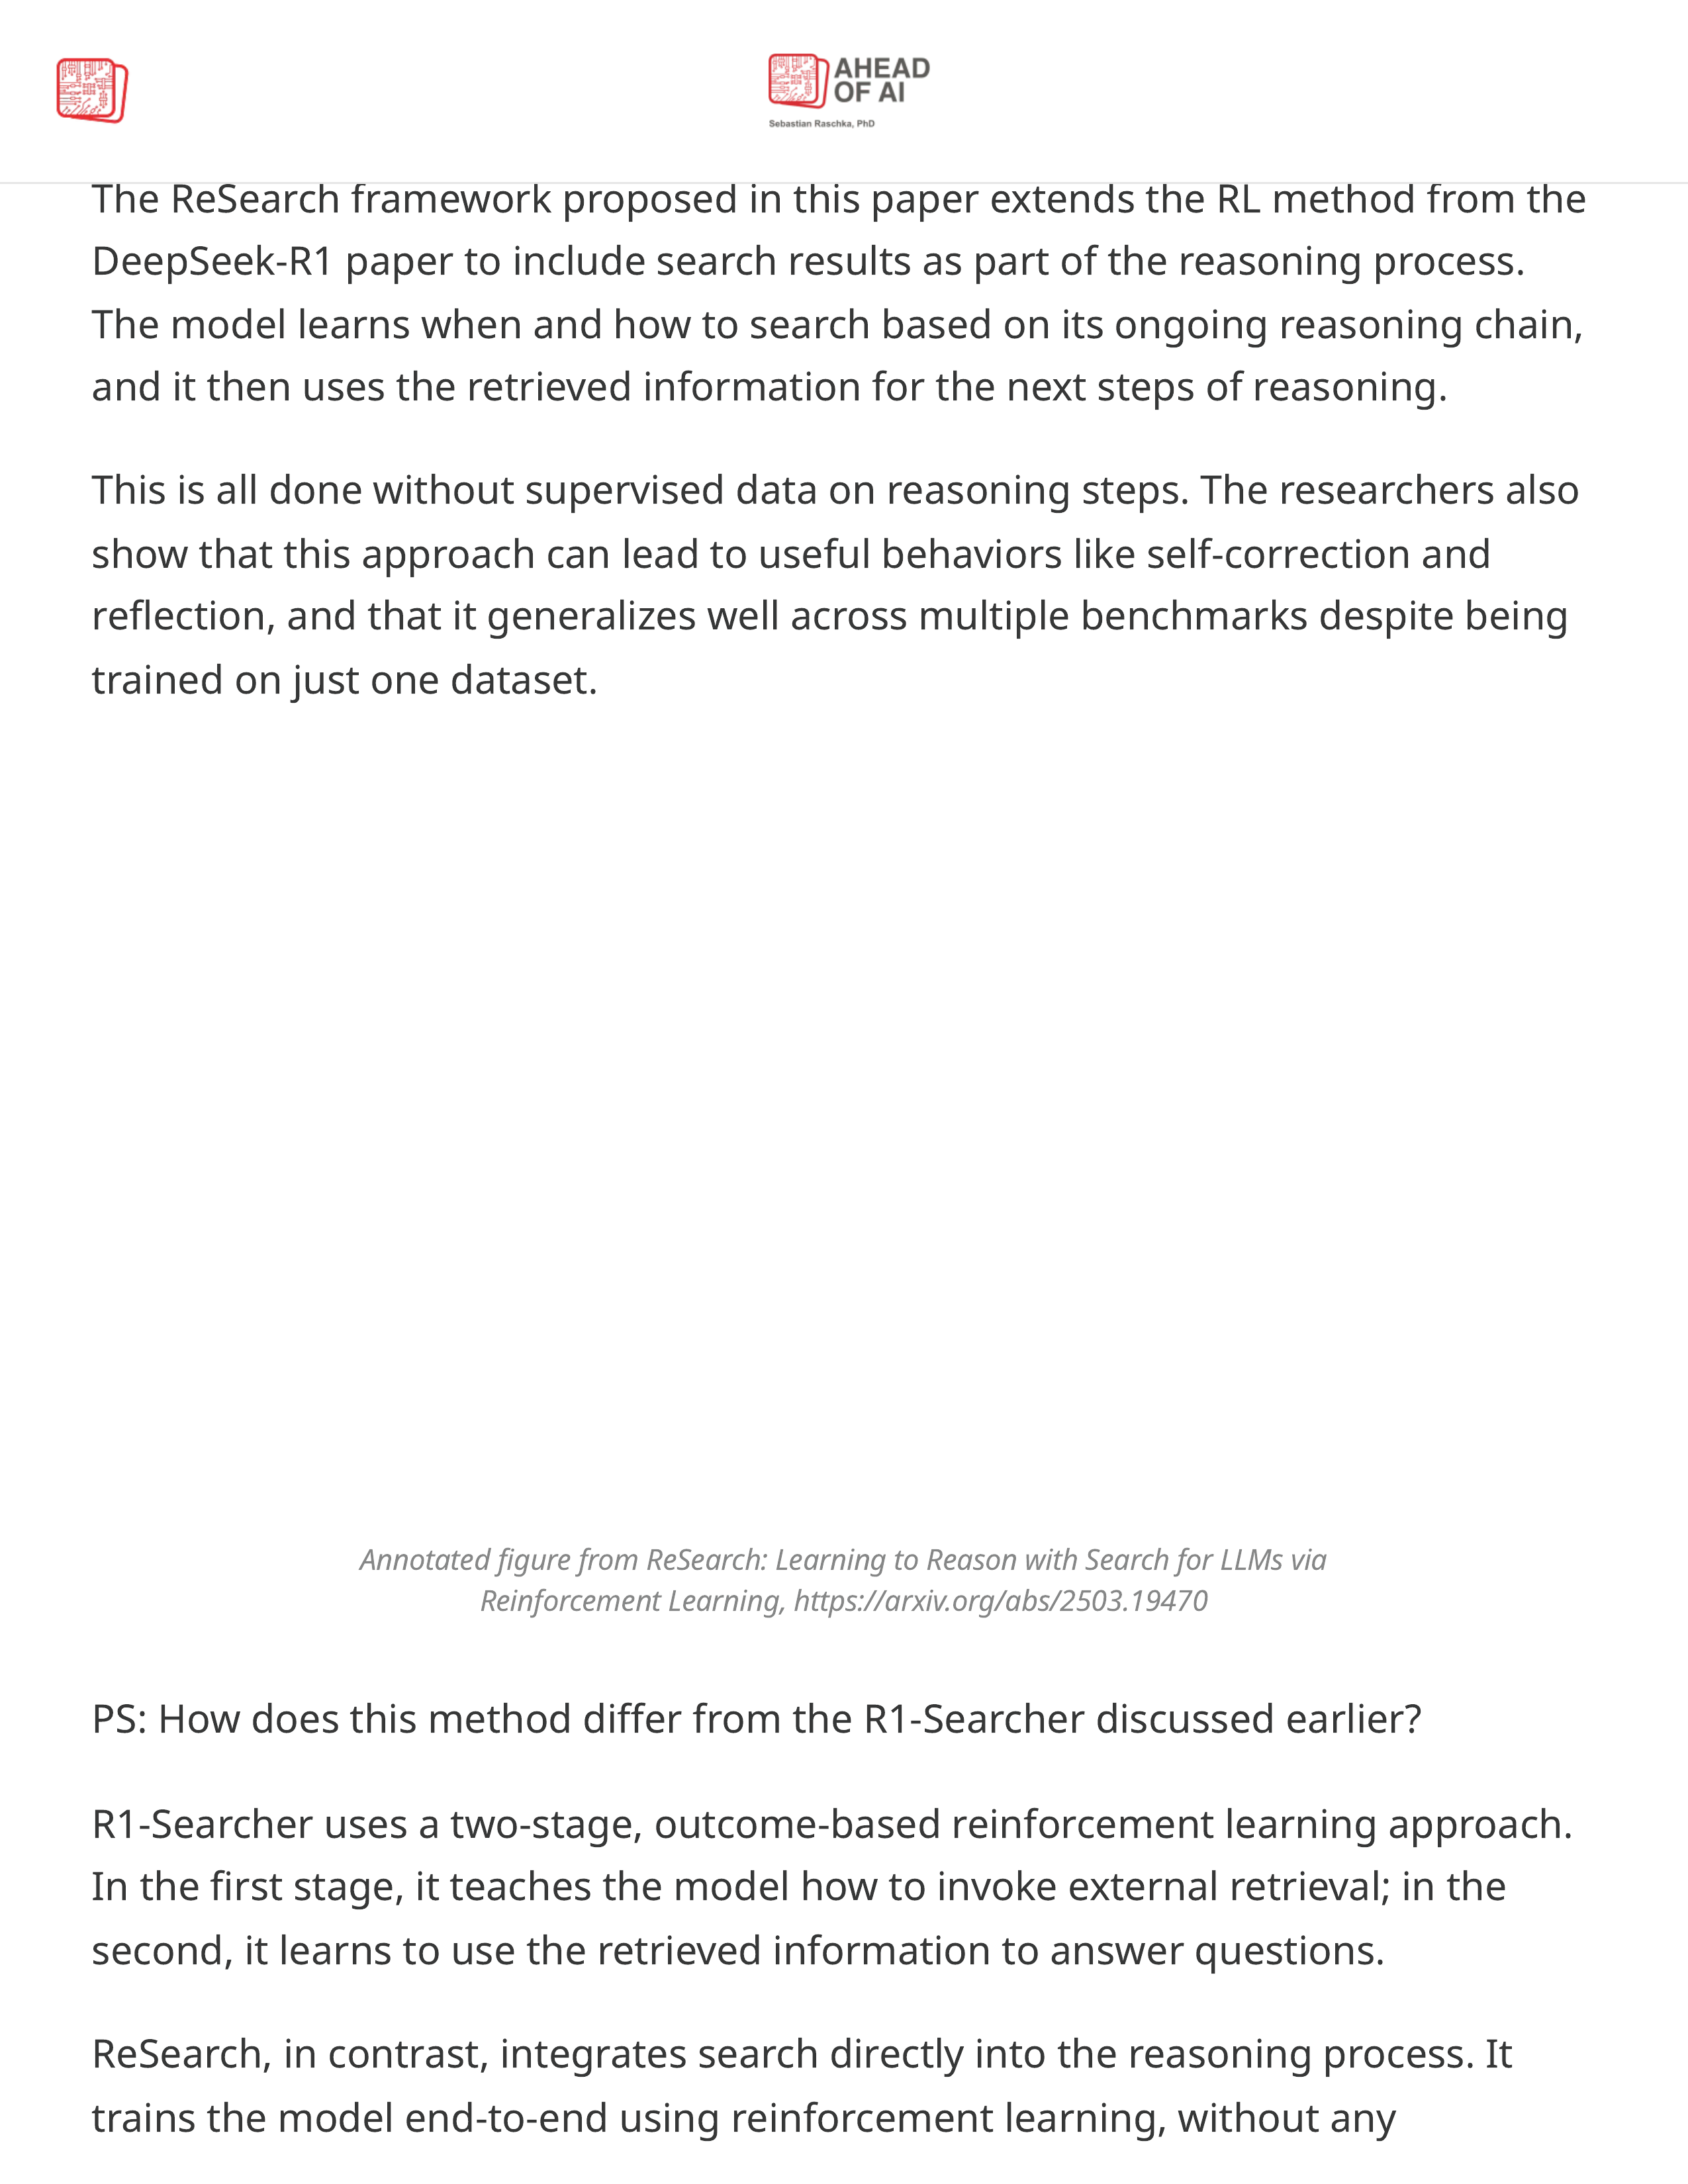 AHEAD
OF AI
Sebastian Raschka, PhD
The ReSearch framework proposed in this paper extends the RL method from the
DeepSeek-R1 paper to include search results as part of the reasoning process.
The model learns when and how to search based on its ongoing reasoning chain,
and it then uses the retrieved information for the next steps of reasoning.
This is all done without supervised data on reasoning steps. The researchers also
show that this approach can lead to useful behaviors like self-correction and
reflection, and that it generalizes well across multiple benchmarks despite being
trained on just one dataset.
Annotated figure from ReSearch: Learning to Reason with Search for LLMs via
Reinforcement Learning, https://arxiv.org/abs/2503.19470
PS: How does this method differ from the R1-Searcher discussed earlier?
R1-Searcher uses a two-stage, outcome-based reinforcement learning approach.
In the first stage, it teaches the model how to invoke external retrieval; in the
second, it learns to use the retrieved information to answer questions.
ReSearch, in contrast, integrates search directly into the reasoning process. It
trains the model end-to-end using reinforcement learning, without any